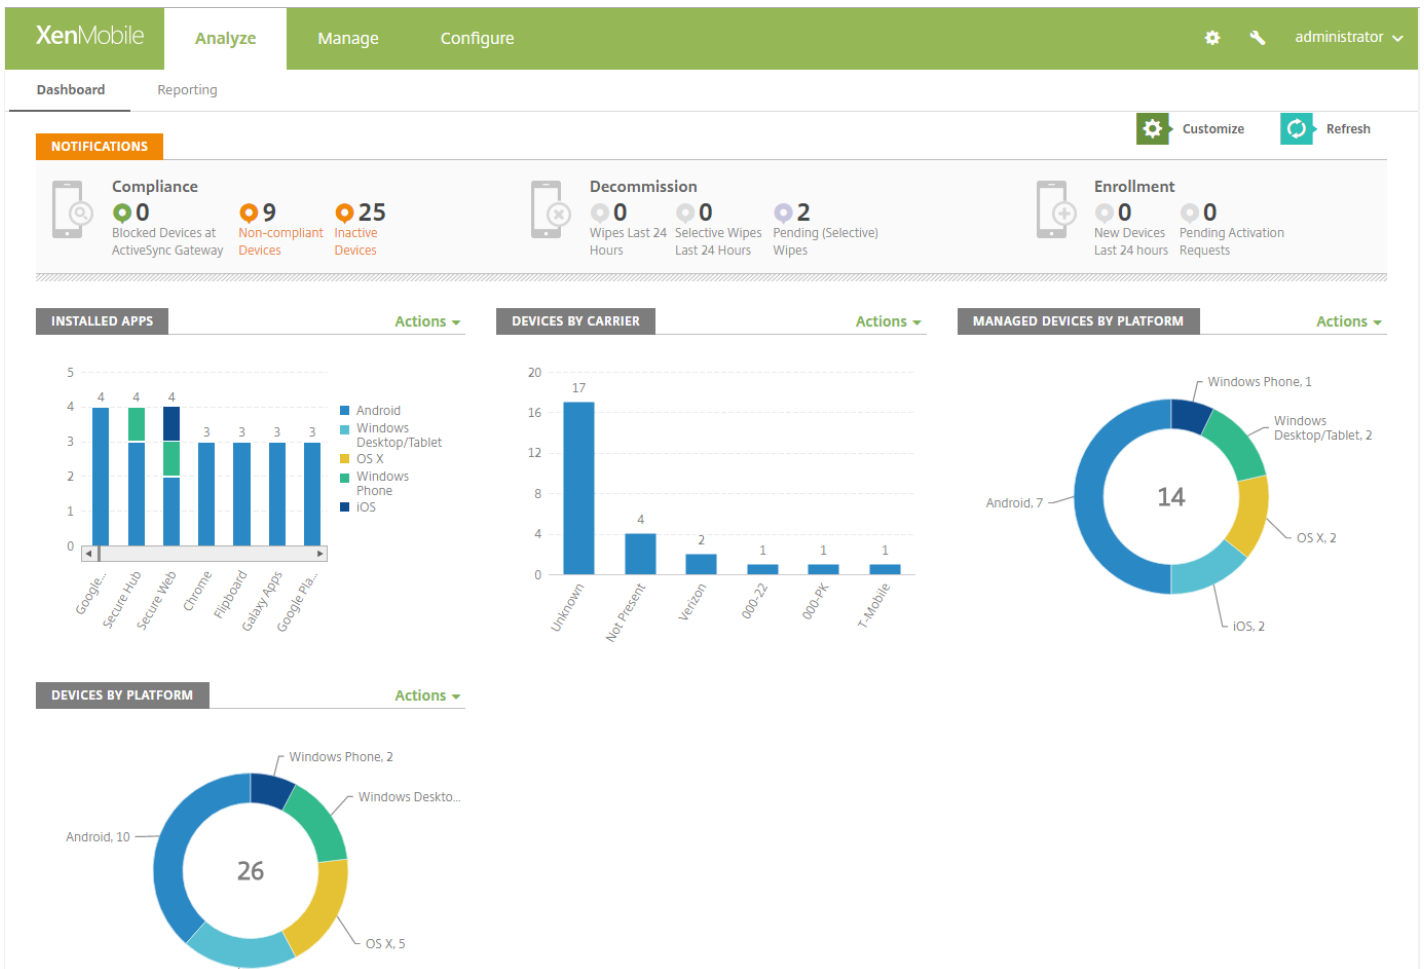 XenMobile Analyze Manage Configure administrator
Dashboard Reporting
Customize Refresh
NOTIFICATIONS
Compliance
0 9 25
Blocked Devices at Non-compliant Inactive
ActiveSync Gateway Devices Devices
Decommission
0 0 2
Wipes Last 24 Selective Wipes Pending (Selective)
Hours Last 24 Hours Wipes
Enrollment
0 0
New Devices Pending Activation
Last 24 hours Requests
INSTALLED APPS Actions
5
4
3
2
1
0
4 4 4 3 3 3 3
Google... Secure Hub Secure Web Chrome Flipboard Galaxy Apps Google Pla...
Android
Windows
Desktop/Tablet
OS X
Windows
Phone
iOS
DEVICES BY CARRIER Actions
20
16
12
8
4
0
17 4 2 1 1 1
Unknown Not Present Verizon 000-22 000-PK T-Mobile
MANAGED DEVICES BY PLATFORM Actions
Windows Phone, 1
Windows
Desktop/Tablet, 2
Android, 7
14
OS X, 2
iOS, 2
DEVICES BY PLATFORM Actions
Windows Phone, 2
Windows Deskto...
Android, 10
26
OS X, 5